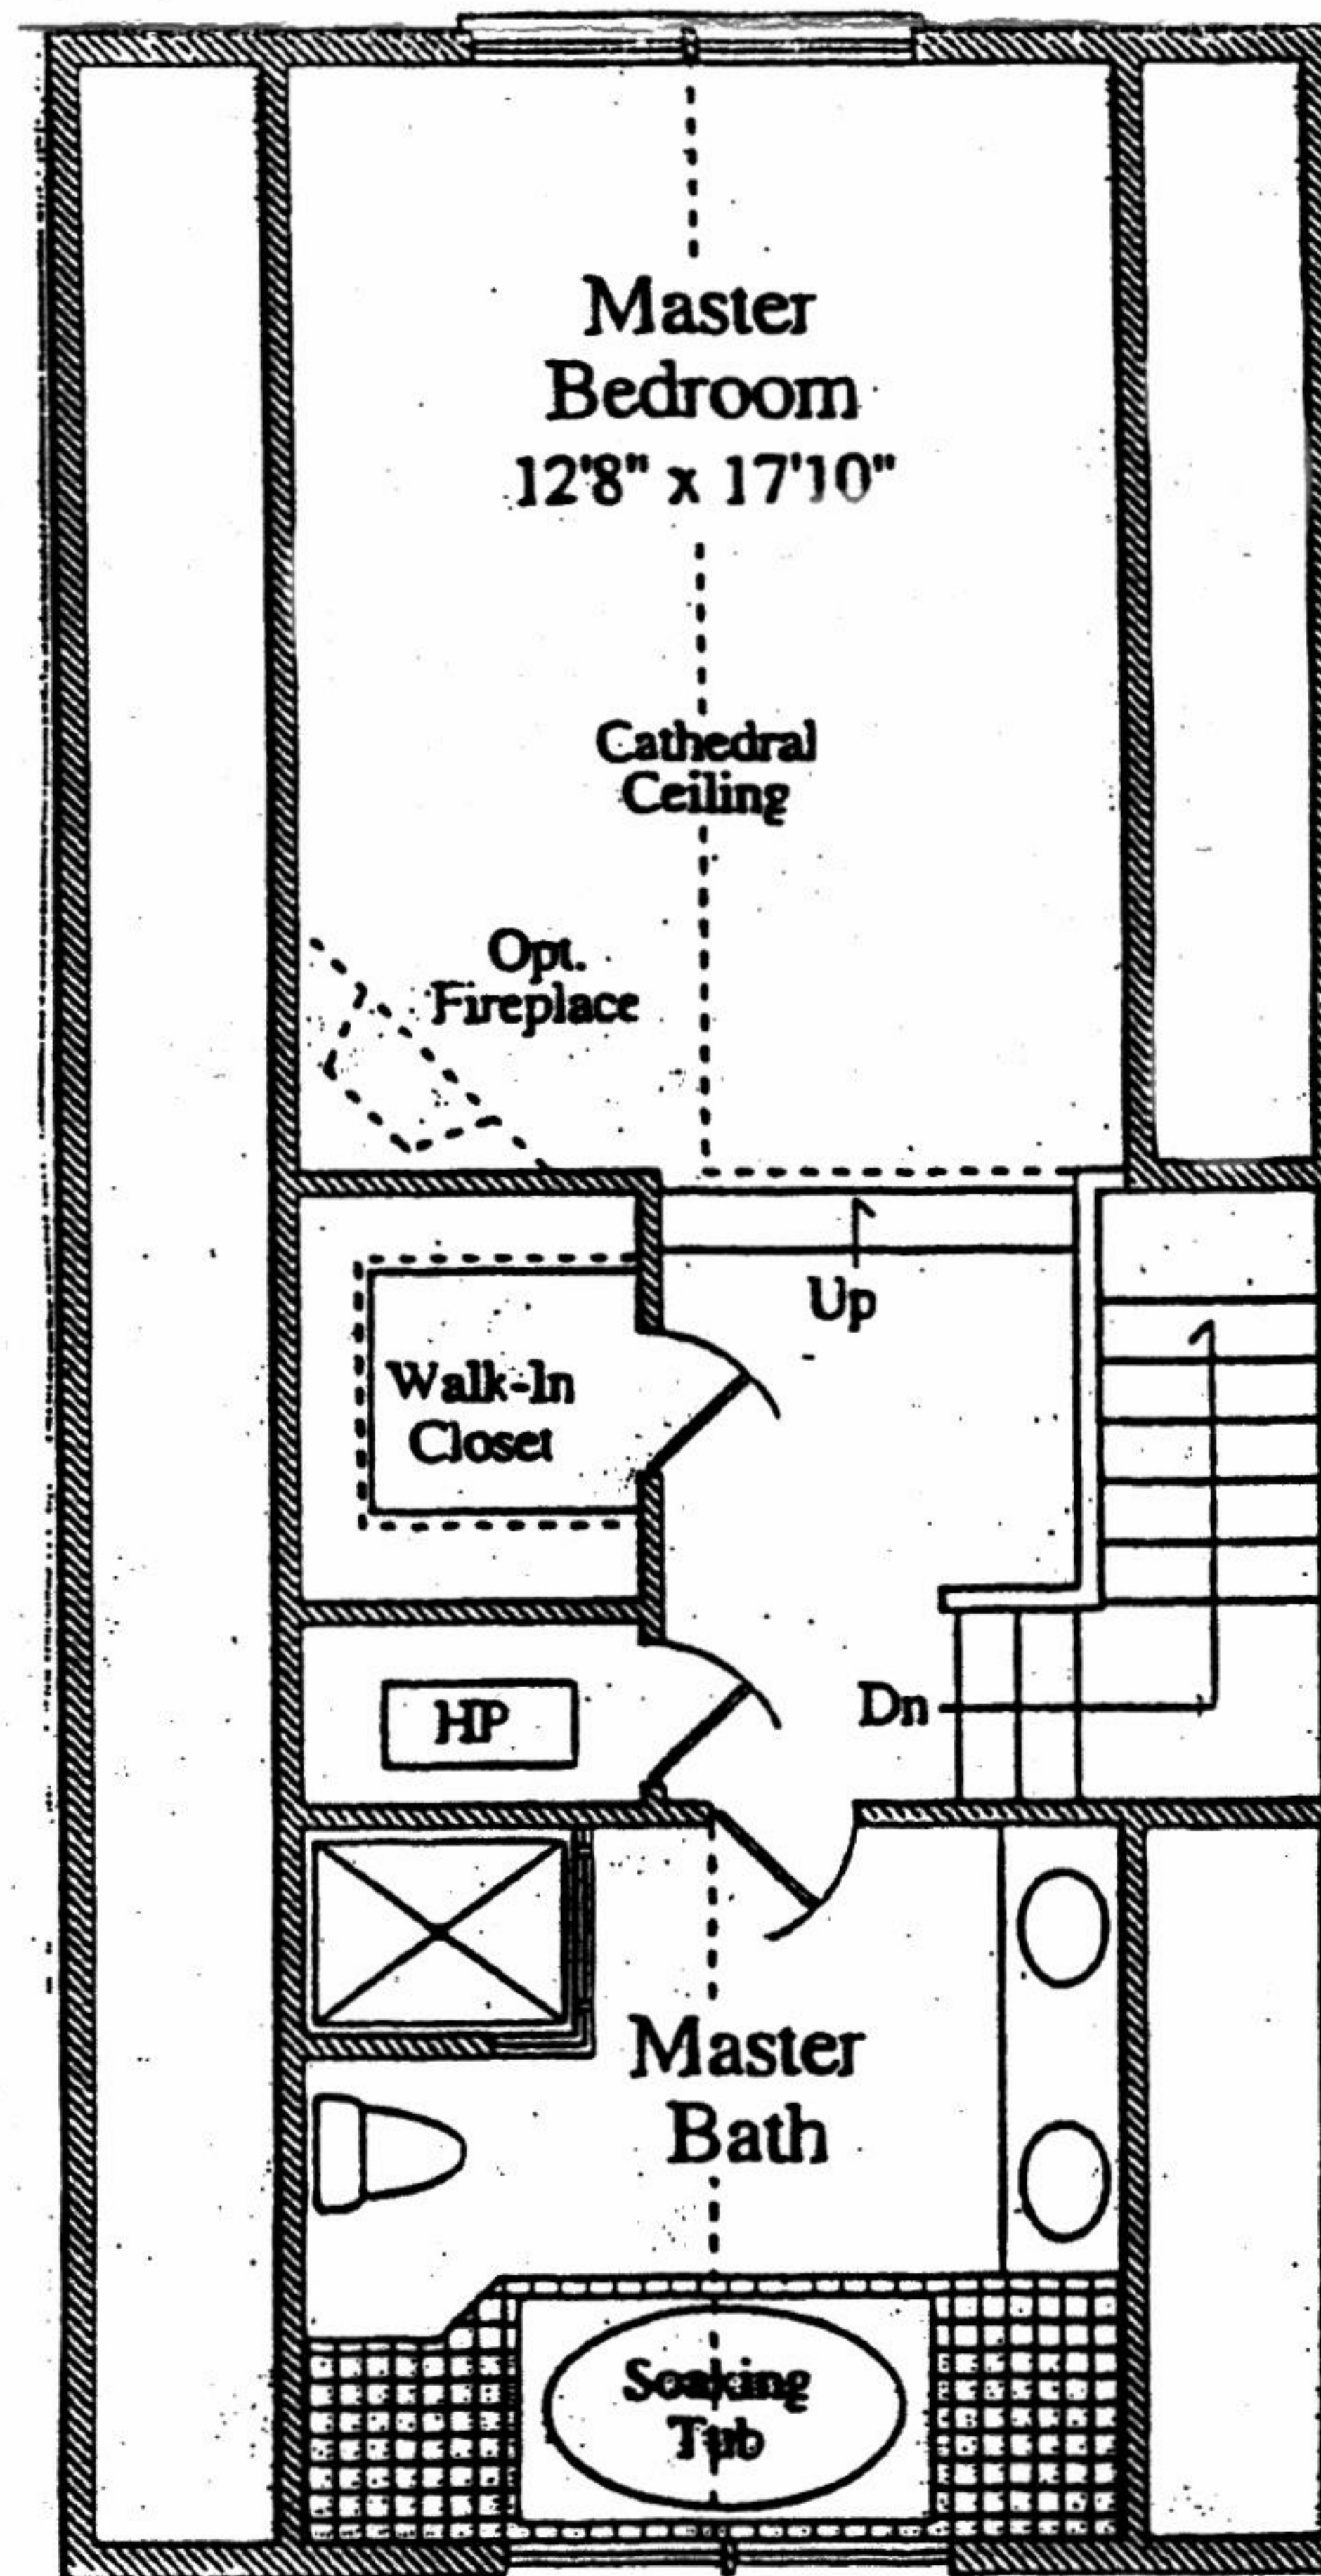 Master
Bedroom
12'8" x 17'10"
Cathedral
Ceiling
Opt.
Fireplace
Up
Walk-In
Closet
HP
Dn
Master
Bath
Soaking
Tub